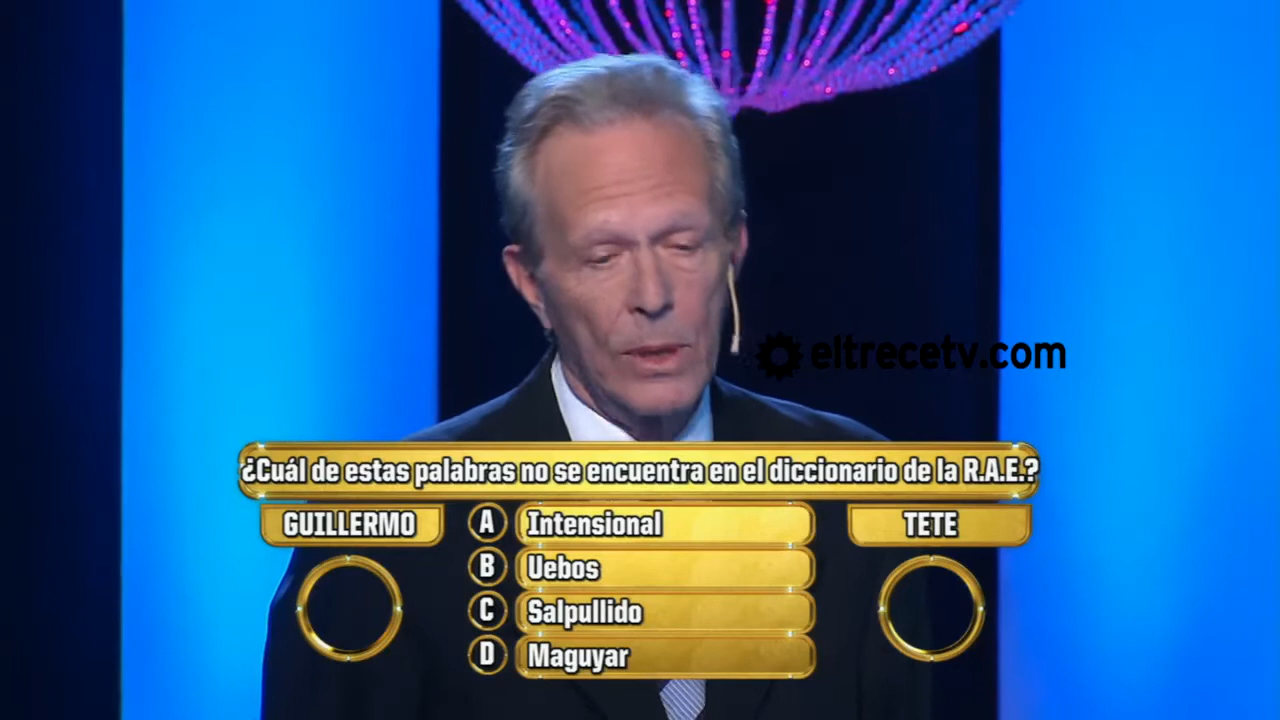 eltrecetv.com
¿Cuál de estas palabras no se encuentra en el diccionario de la R.A.E.?
GUILLERMO
A Intensional
TETE
B Uebos
C Salpullido
D Maguyar